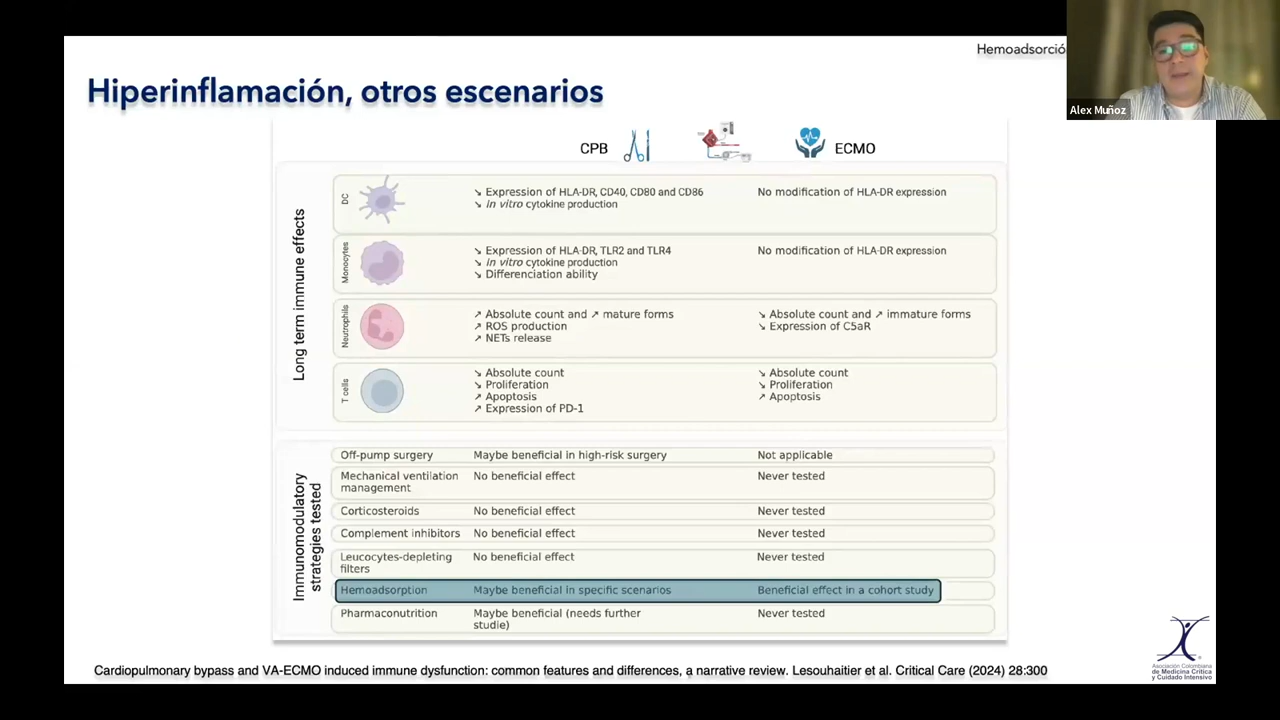 Hemoadsorció
Alex Muñoz
Hiperinflamación, otros escenarios
CPB
ECMO
Long term immune effects
DC
↘ Expression of HLA-DR, CD40, CD80 and CD86
↘ In vitro cytokine production
No modification of HLA-DR expression
Monocytes
↘ Expression of HLA-DR, TLR2 and TLR4
↘ In vitro cytokine production
↘ Differenciation ability
No modification of HLA-DR expression
Neutrophils
↗ Absolute count and ↗ mature forms
↗ ROS production
↗ NETs release
↘ Absolute count and ↗ immature forms
↘ Expression of C5aR
T cells
↘ Absolute count
↘ Proliferation
↗ Apoptosis
↗ Expression of PD-1
↘ Absolute count
↘ Proliferation
↗ Apoptosis
Immunomodulatory
strategies tested
Off-pump surgery
Maybe beneficial in high-risk surgery
Not applicable
Mechanical ventilation
management
No beneficial effect
Never tested
Corticosteroids
No beneficial effect
Never tested
Complement inhibitors
No beneficial effect
Never tested
Leucocytes-depleting
filters
No beneficial effect
Never tested
Hemoadsorption
Maybe beneficial in specific scenarios
Beneficial effect in a cohort study
Pharmaconutrition
Maybe beneficial (needs further
studie)
Never tested
Cardiopulmonary bypass and VA-ECMO induced immune dysfunction: common features and differences, a narrative review. Lesouhaitier et al. Critical Care (2024) 28:300
Asociación Colombiana
de Medicina Crítica
y Cuidado Intensivo